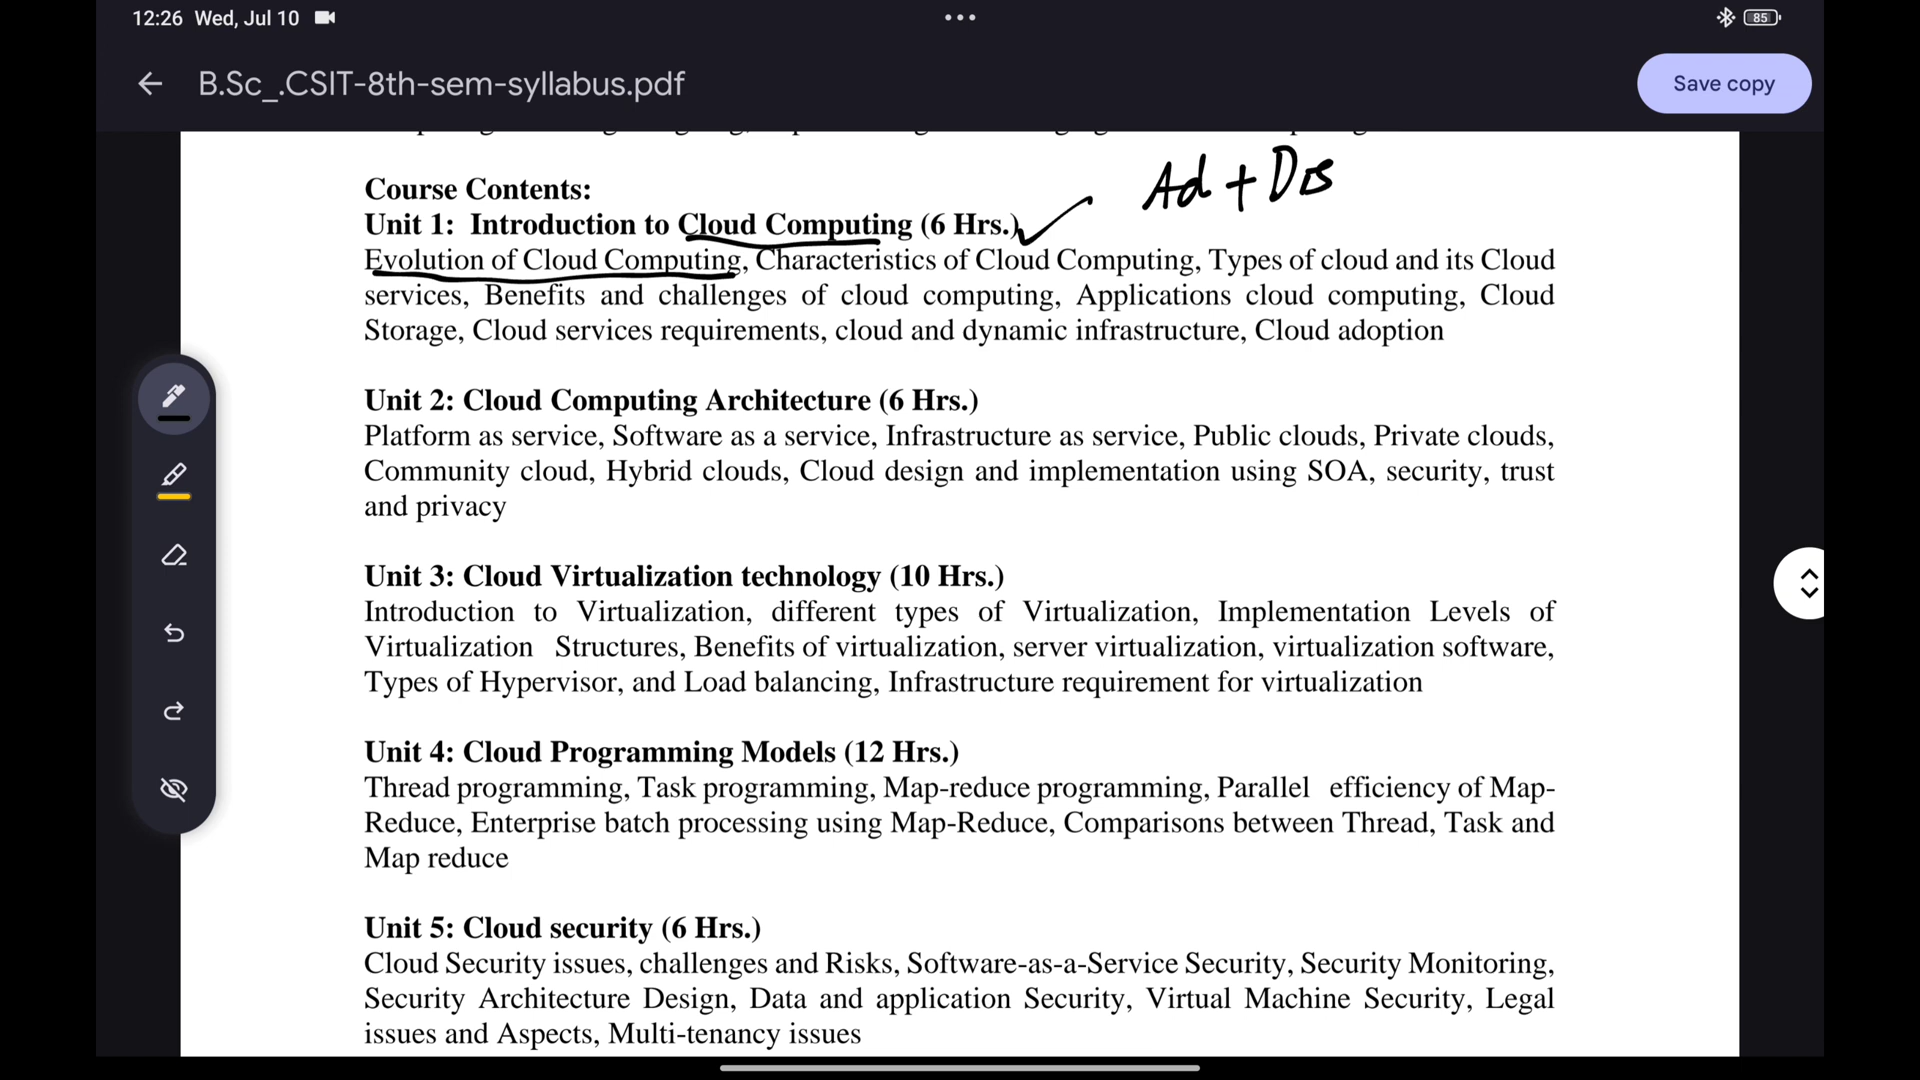 12:26 Wed, Jul 10
85
B.Sc_.CSIT-8th-sem-syllabus.pdf
Save copy
Ad + Dis
Course Contents:
Unit 1: Introduction to Cloud Computing (6 Hrs.)
Evolution of Cloud Computing, Characteristics of Cloud Computing, Types of cloud and its Cloud
services, Benefits and challenges of cloud computing, Applications cloud computing, Cloud
Storage, Cloud services requirements, cloud and dynamic infrastructure, Cloud adoption
Unit 2: Cloud Computing Architecture (6 Hrs.)
Platform as service, Software as a service, Infrastructure as service, Public clouds, Private clouds,
Community cloud, Hybrid clouds, Cloud design and implementation using SOA, security, trust
and privacy
Unit 3: Cloud Virtualization technology (10 Hrs.)
Introduction to Virtualization, different types of Virtualization, Implementation Levels of
Virtualization Structures, Benefits of virtualization, server virtualization, virtualization software,
Types of Hypervisor, and Load balancing, Infrastructure requirement for virtualization
Unit 4: Cloud Programming Models (12 Hrs.)
Thread programming, Task programming, Map-reduce programming, Parallel efficiency of Map-
Reduce, Enterprise batch processing using Map-Reduce, Comparisons between Thread, Task and
Map reduce
Unit 5: Cloud security (6 Hrs.)
Cloud Security issues, challenges and Risks, Software-as-a-Service Security, Security Monitoring,
Security Architecture Design, Data and application Security, Virtual Machine Security, Legal
issues and Aspects, Multi-tenancy issues